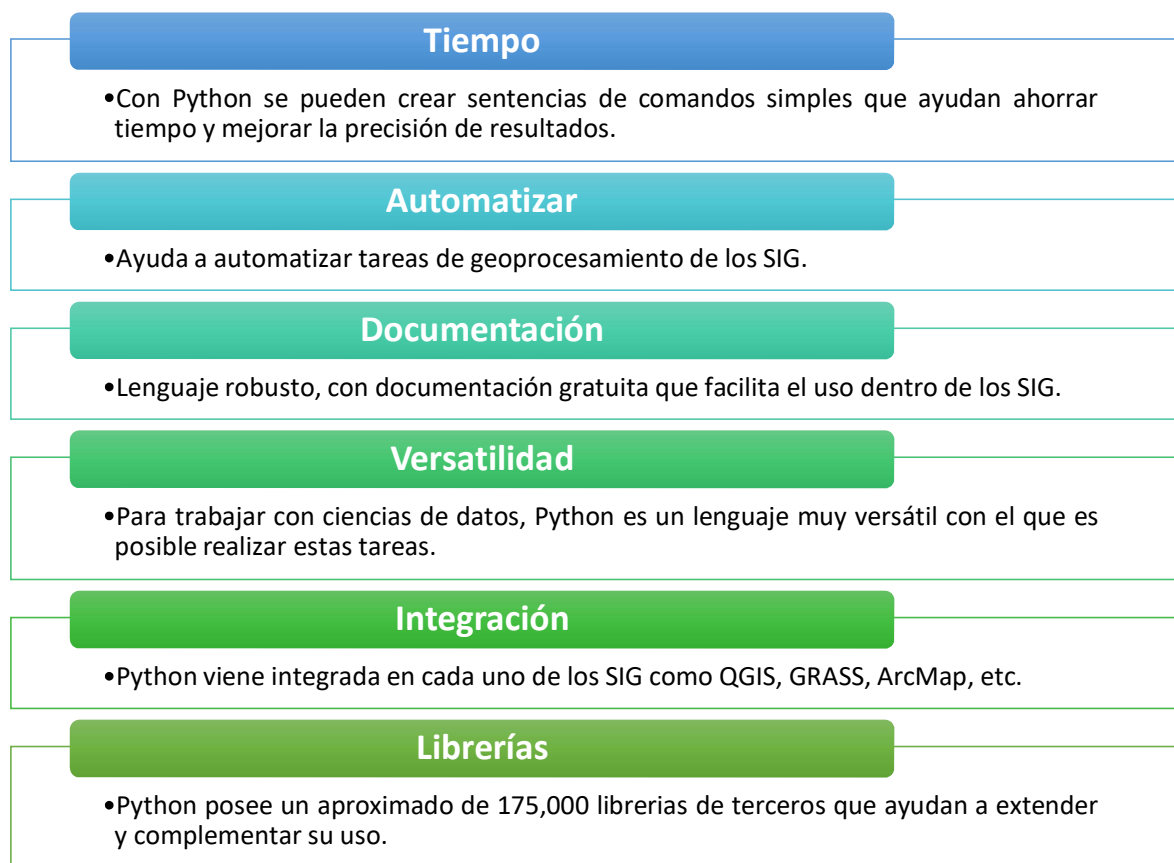 Tiempo
•Con Python se pueden crear sentencias de comandos simples que ayudan ahorrar
tiempo y mejorar la precisión de resultados.
Automatizar
•Ayuda a automatizar tareas de geoprocesamiento de los SIG.
Documentación
•Lenguaje robusto, con documentación gratuita que facilita el uso dentro de los SIG.
Versatilidad
•Para trabajar con ciencias de datos, Python es un lenguaje muy versátil con el que es
posible realizar estas tareas.
Integración
•Python viene integrada en cada uno de los SIG como QGIS, GRASS, ArcMap, etc.
Librerías
•Python posee un aproximado de 175,000 librerias de terceros que ayudan a extender
y complementar su uso.